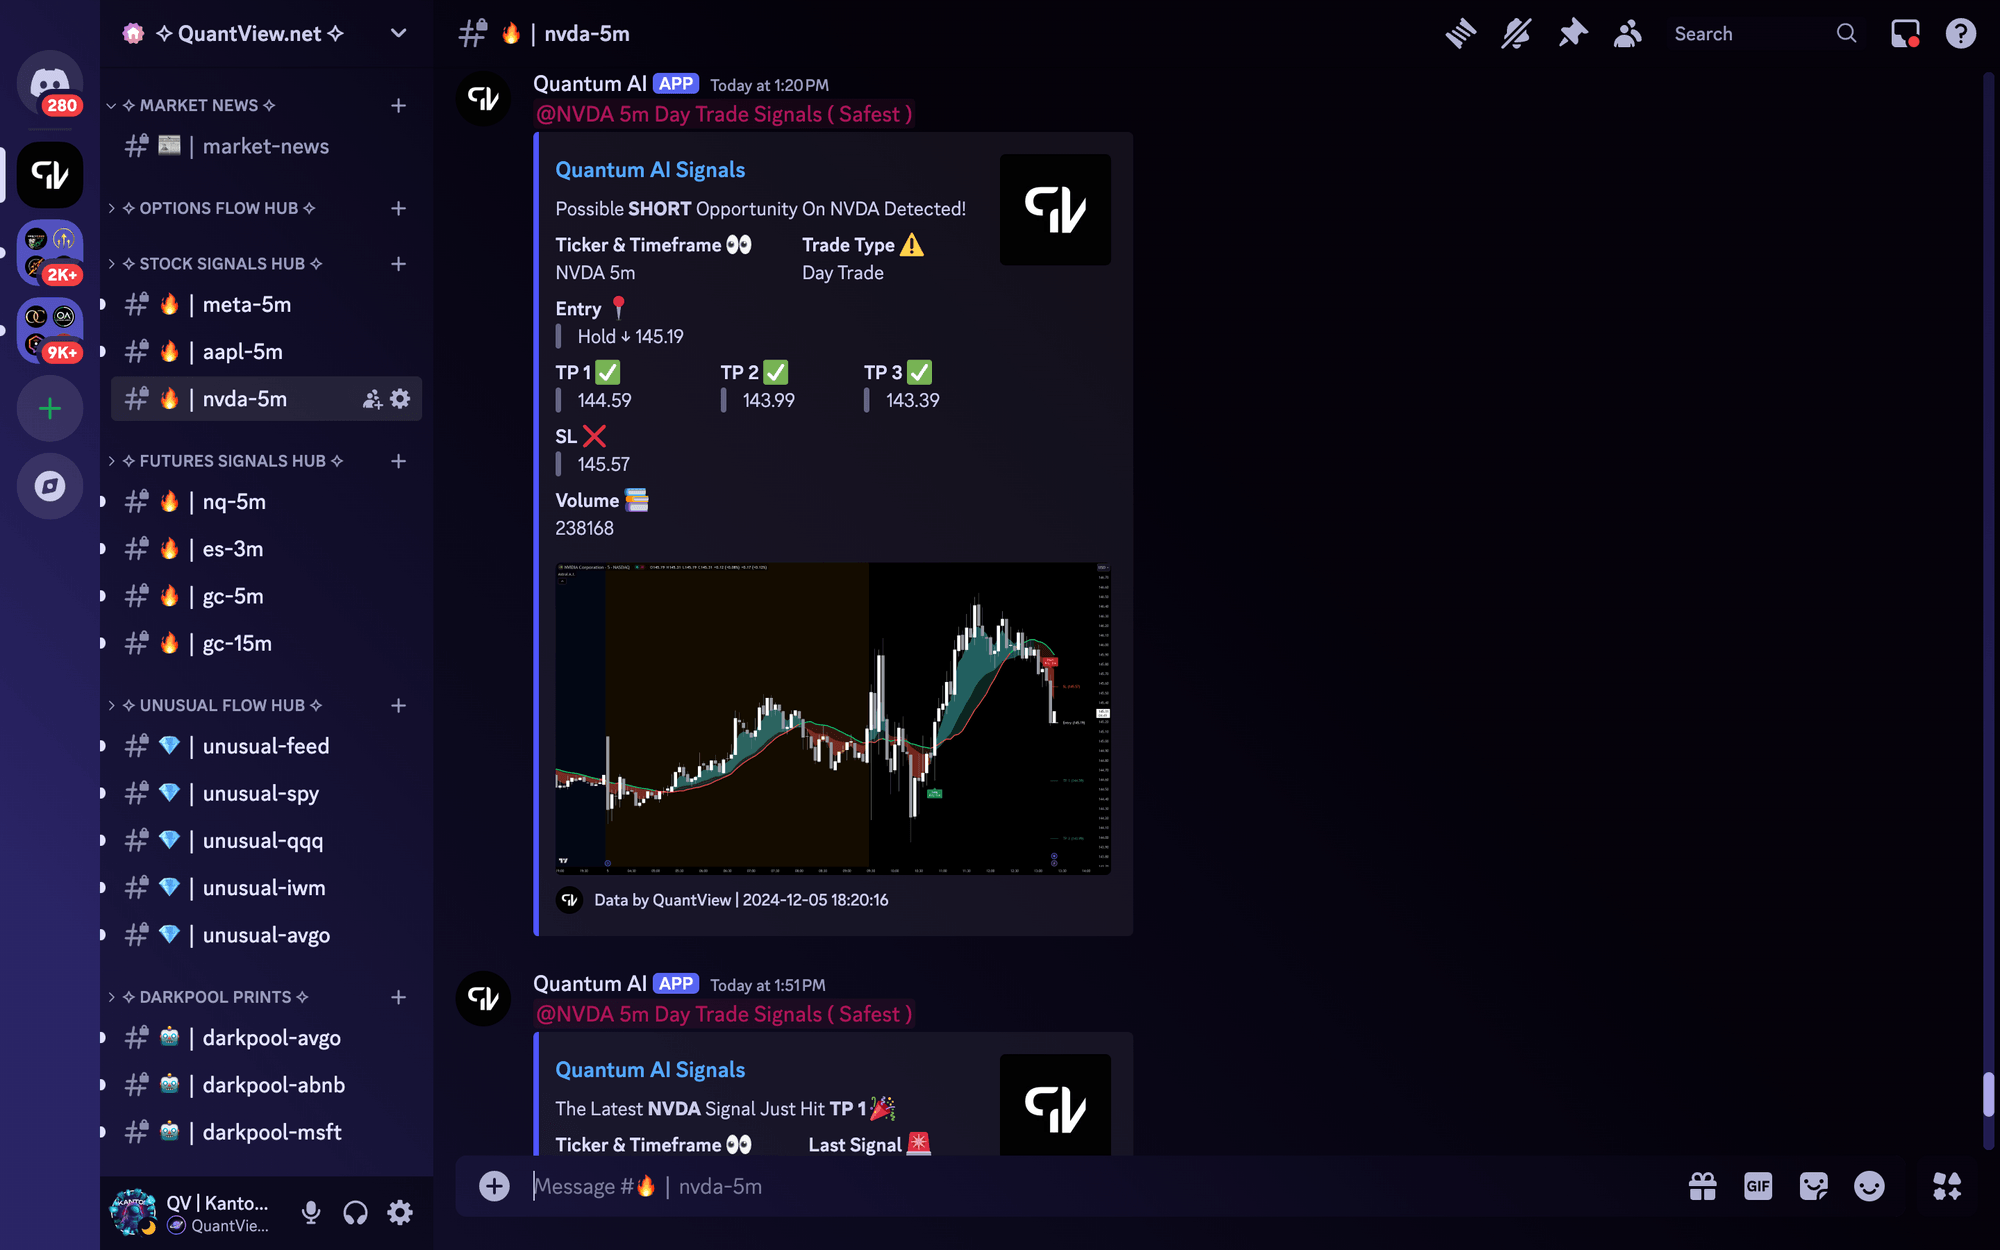 280
2K+
9K+
✧ QuantView.net ✧
✧ MARKET NEWS ✧
| market-news
✧ OPTIONS FLOW HUB ✧
✧ STOCK SIGNALS HUB ✧
| meta-5m
| aapl-5m
| nvda-5m
✧ FUTURES SIGNALS HUB ✧
| nq-5m
| es-3m
| gc-5m
| gc-15m
✧ UNUSUAL FLOW HUB ✧
| unusual-feed
| unusual-spy
| unusual-qqq
| unusual-iwm
| unusual-avgo
✧ DARKPOOL PRINTS ✧
| darkpool-avgo
| darkpool-abnb
| darkpool-msft
QV | Kanto...
QuantVie...
# 🔥 | nvda-5m
Search
Quantum AI APP Today at 1:20 PM
@NVDA 5m Day Trade Signals ( Safest )
Quantum AI Signals
Possible SHORT Opportunity On NVDA Detected!
Ticker & Timeframe 👀 Trade Type ⚠️
NVDA 5m Day Trade
Entry 📍
Hold ↓ 145.19
TP 1 ✅ TP 2 ✅ TP 3 ✅
144.59 143.99 143.39
SL ❌
145.57
Volume 📚
238168
Data by QuantView | 2024-12-05 18:20:16
Quantum AI APP Today at 1:51 PM
@NVDA 5m Day Trade Signals ( Safest )
Quantum AI Signals
The Latest NVDA Signal Just Hit TP 1 🎉
Ticker & Timeframe 👀 Last Signal 🚨
Message #🔥 | nvda-5m
GIF